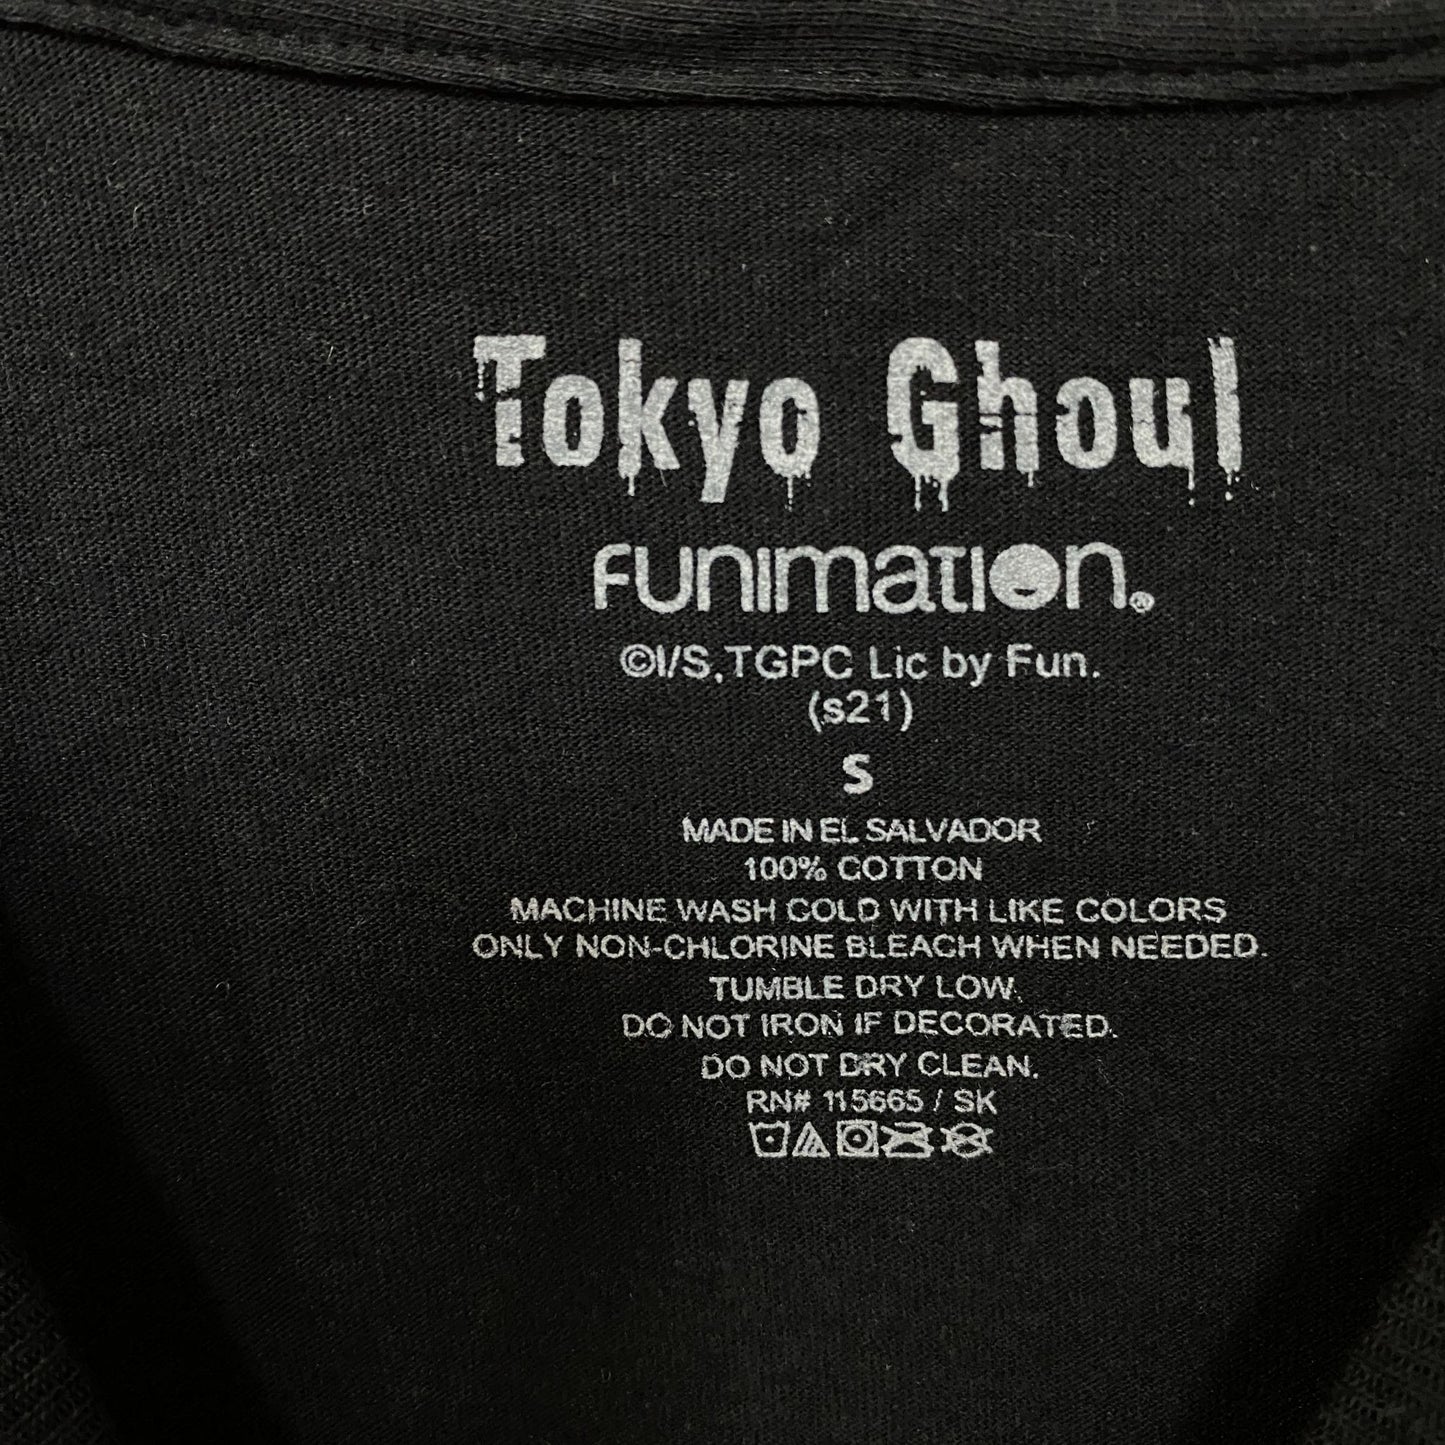 Tokyo Ghoul
FUNIMATION®
©I/S,TGPC Lic by Fun.
(s21)
S
MADE IN EL SALVADOR
100% COTTON
MACHINE WASH COLD WITH LIKE COLORS
ONLY NON-CHLORINE BLEACH WHEN NEEDED.
TUMBLE DRY LOW.
DO NOT IRON IF DECORATED.
DO NOT DRY CLEAN.
RN# 115665 / SK